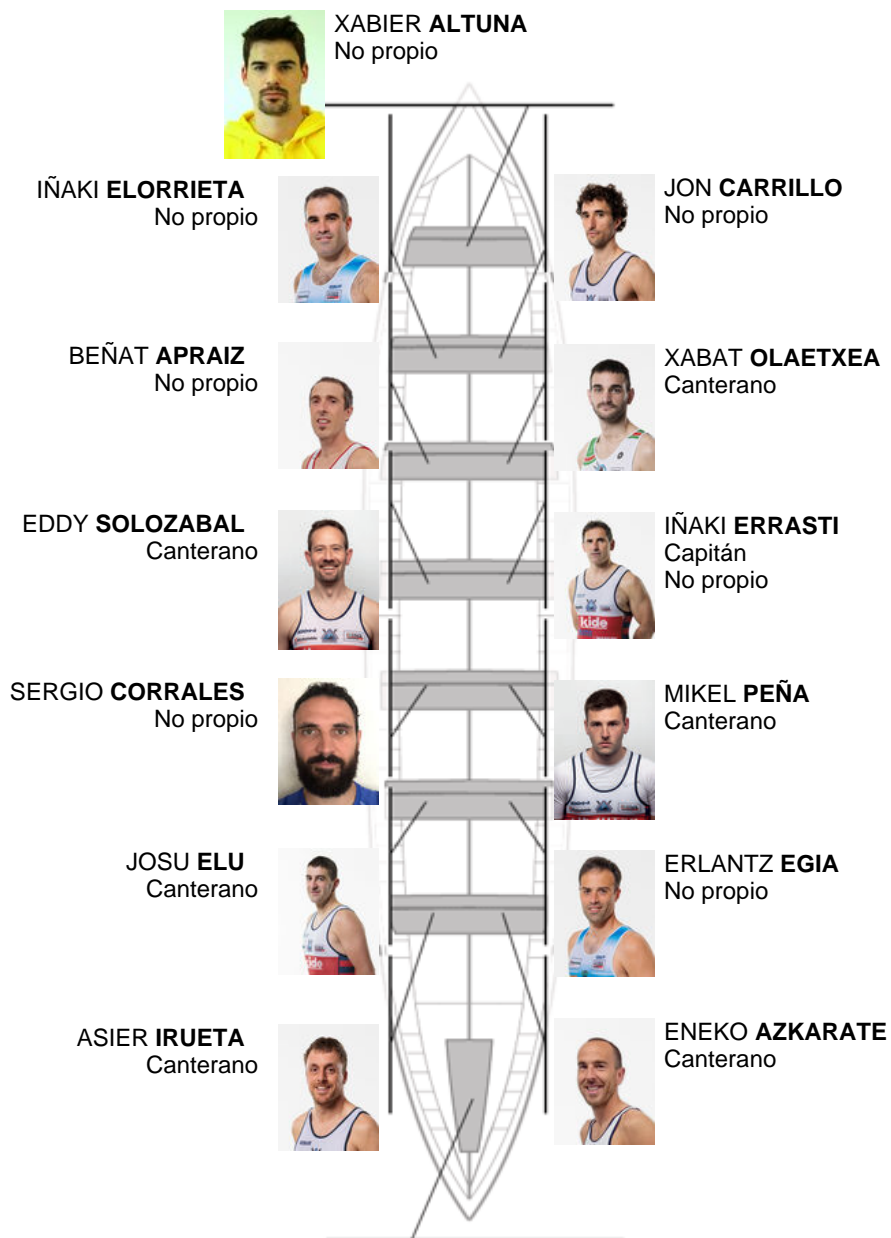 XABIER ALTUNA
No propio
IÑAKI ELORRIETA
No propio
JON CARRILLO
No propio
BEÑAT APRAIZ
No propio
XABAT OLAETXEA
Canterano
EDDY SOLOZABAL
Canterano
IÑAKI ERRASTI
Capitán
No propio
SERGIO CORRALES
No propio
MIKEL PEÑA
Canterano
JOSU ELU
Canterano
ERLANTZ EGIA
No propio
ASIER IRUETA
Canterano
ENEKO AZKARATE
Canterano
kide